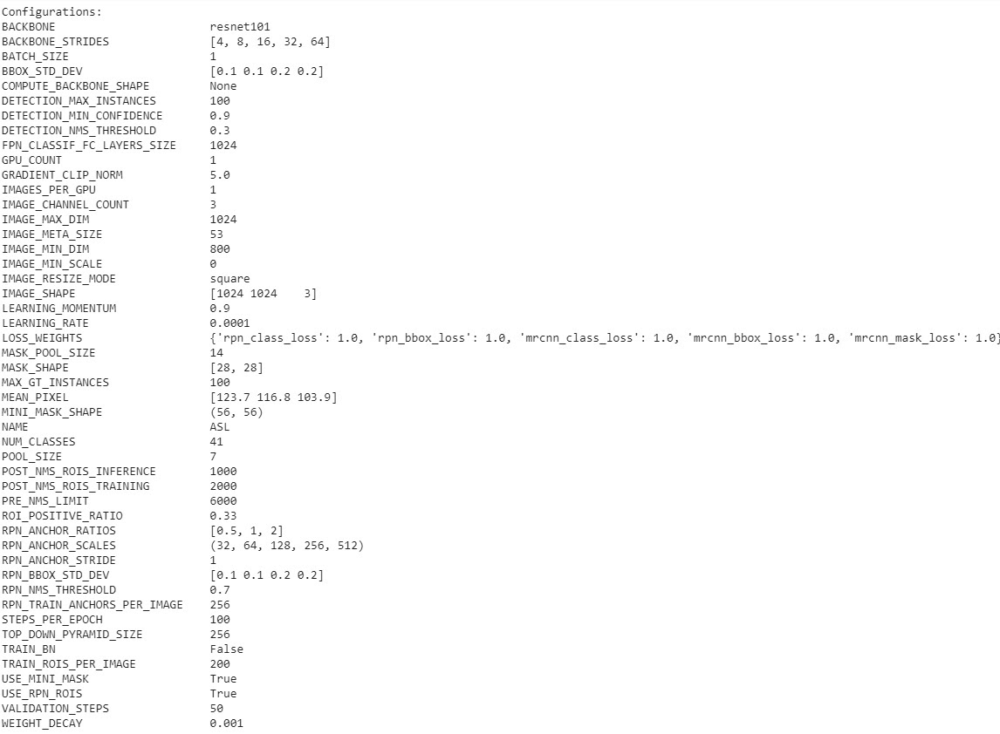 Configurations:
BACKBONE                       resnet101
BACKBONE_STRIDES               [4, 8, 16, 32, 64]
BATCH_SIZE                     1
BBOX_STD_DEV                   [0.1 0.1 0.2 0.2]
COMPUTE_BACKBONE_SHAPE         None
DETECTION_MAX_INSTANCES        100
DETECTION_MIN_CONFIDENCE       0.9
DETECTION_NMS_THRESHOLD        0.3
FPN_CLASSIF_FC_LAYERS_SIZE     1024
GPU_COUNT                      1
GRADIENT_CLIP_NORM             5.0
IMAGES_PER_GPU                 1
IMAGE_CHANNEL_COUNT            3
IMAGE_MAX_DIM                  1024
IMAGE_META_SIZE                53
IMAGE_MIN_DIM                  800
IMAGE_MIN_SCALE                0
IMAGE_RESIZE_MODE              square
IMAGE_SHAPE                    [1024 1024    3]
LEARNING_MOMENTUM              0.9
LEARNING_RATE                  0.0001
LOSS_WEIGHTS                   {'rpn_class_loss': 1.0, 'rpn_bbox_loss': 1.0, 'mrcnn_class_loss': 1.0, 'mrcnn_bbox_loss': 1.0, 'mrcnn_mask_loss': 1.0}
MASK_POOL_SIZE                 14
MASK_SHAPE                     [28, 28]
MAX_GT_INSTANCES               100
MEAN_PIXEL                     [123.7 116.8 103.9]
MINI_MASK_SHAPE                (56, 56)
NAME                           ASL
NUM_CLASSES                    41
POOL_SIZE                      7
POST_NMS_ROIS_INFERENCE        1000
POST_NMS_ROIS_TRAINING         2000
PRE_NMS_LIMIT                  6000
ROI_POSITIVE_RATIO             0.33
RPN_ANCHOR_RATIOS              [0.5, 1, 2]
RPN_ANCHOR_SCALES              (32, 64, 128, 256, 512)
RPN_ANCHOR_STRIDE              1
RPN_BBOX_STD_DEV               [0.1 0.1 0.2 0.2]
RPN_NMS_THRESHOLD              0.7
RPN_TRAIN_ANCHORS_PER_IMAGE    256
STEPS_PER_EPOCH                100
TOP_DOWN_PYRAMID_SIZE          256
TRAIN_BN                       False
TRAIN_ROIS_PER_IMAGE           200
USE_MINI_MASK                  True
USE_RPN_ROIS                   True
VALIDATION_STEPS               50
WEIGHT_DECAY                   0.001